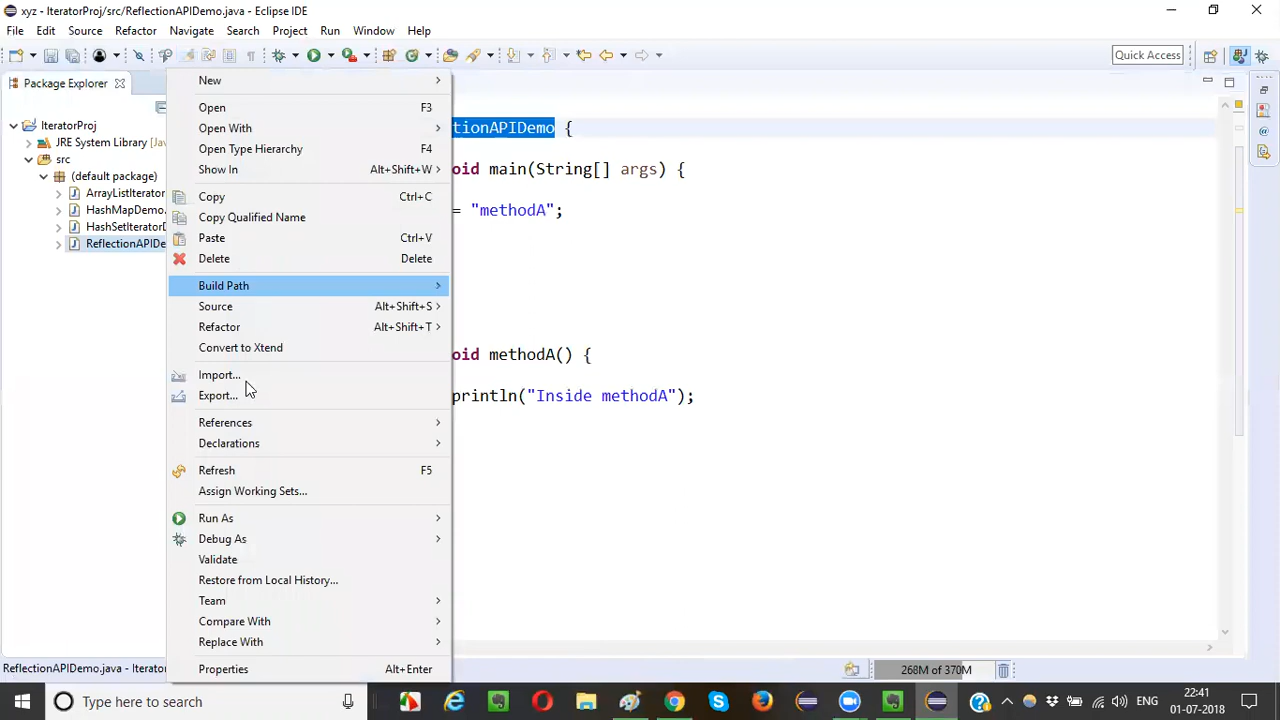 xyz - IteratorProj/src/ReflectionAPIDemo.java - Eclipse IDE
File Edit Source Refactor Navigate Search Project Run Window Help
Quick Access
Package Explorer
IteratorProj
JRE System Library
src
(default package)
ArrayListIterator
HashMapDemo.
HashSetIteratorD
ReflectionAPIDe
New
Open F3
Open With
Open Type Hierarchy F4
Show In Alt+Shift+W
Copy Ctrl+C
Copy Qualified Name
Paste Ctrl+V
Delete Delete
Build Path
Source Alt+Shift+S
Refactor Alt+Shift+T
Convert to Xtend
Import...
Export...
References
Declarations
Refresh F5
Assign Working Sets...
Run As
Debug As
Validate
Restore from Local History...
Team
Compare With
Replace With
Properties Alt+Enter
tionAPIDemo {
oid main(String[] args) {
= "methodA";
oid methodA() {
println("Inside methodA");
ReflectionAPIDemo.java - Iterator
268M of 370M
Type here to search
ENG
22:41
01-07-2018